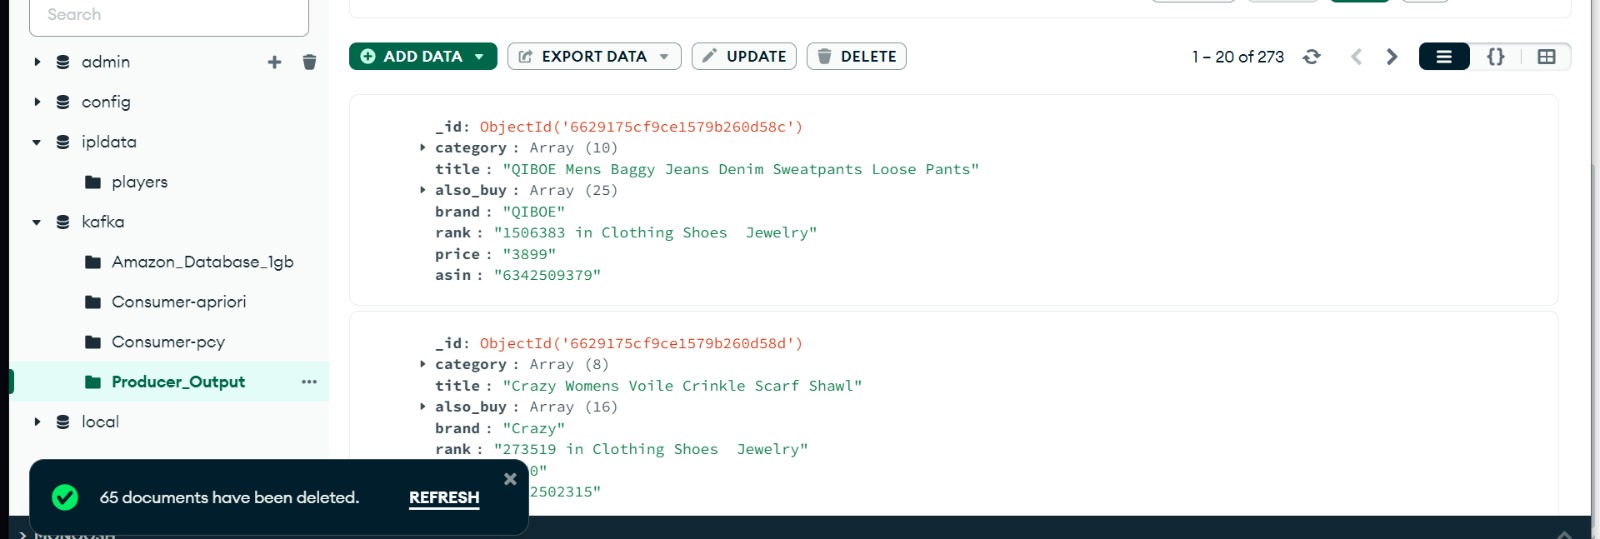 Search
admin
config
ipldata
players
kafka
Amazon_Database_1gb
Consumer-apriori
Consumer-pcy
Producer_Output
local
ADD DATA
EXPORT DATA
UPDATE
DELETE
1 – 20 of 273
{}
_id: ObjectId('6629175cf9ce1579b260d58c')
category : Array (10)
title : "QIBOE Mens Baggy Jeans Denim Sweatpants Loose Pants"
also_buy : Array (25)
brand : "QIBOE"
rank : "1506383 in Clothing Shoes  Jewelry"
price : "3899"
asin : "6342509379"
_id: ObjectId('6629175cf9ce1579b260d58d')
category : Array (8)
title : "Crazy Womens Voile Crinkle Scarf Shawl"
also_buy : Array (16)
brand : "Crazy"
rank : "273519 in Clothing Shoes  Jewelry"
0"
2502315"
65 documents have been deleted.
REFRESH